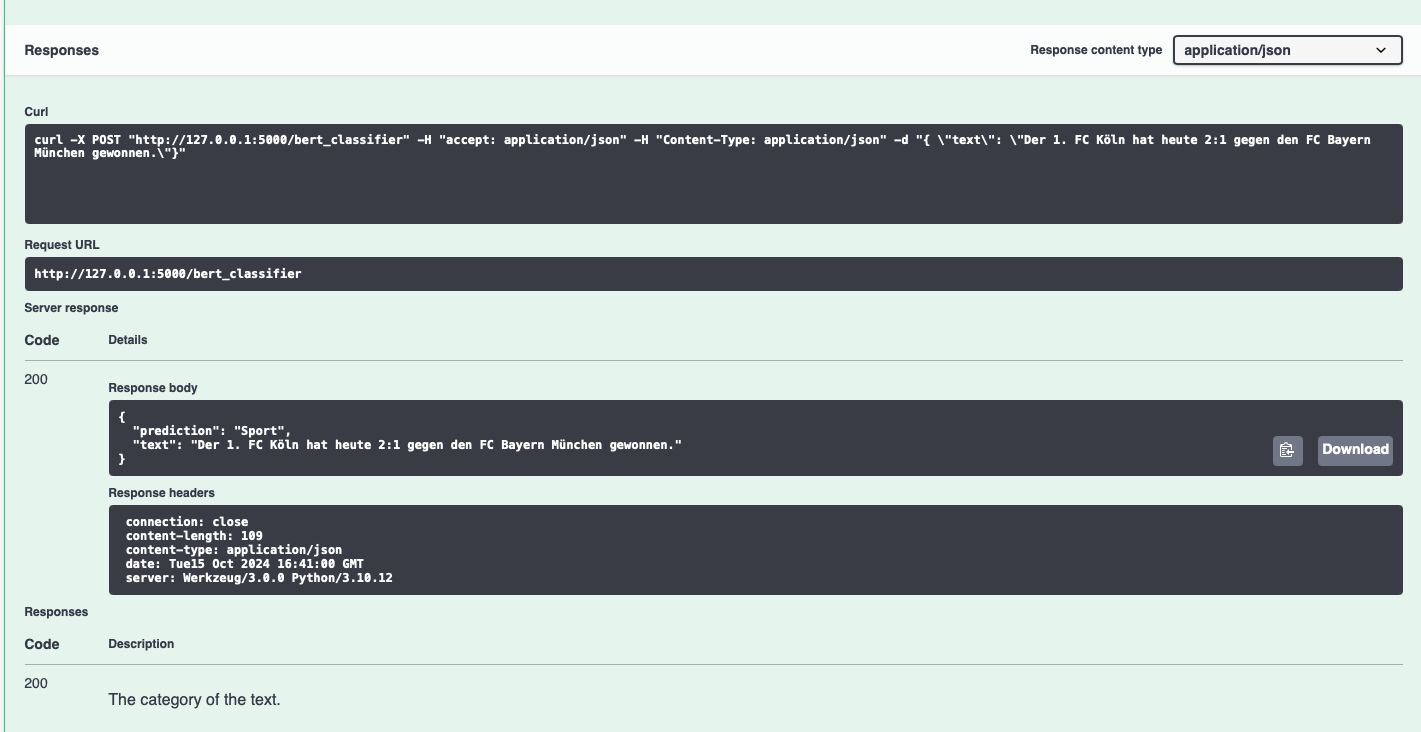 Responses
Response content type application/json
Curl
curl -X POST "http://127.0.0.1:5000/bert_classifier" -H "accept: application/json" -H "Content-Type: application/json" -d "{ \"text\": \"Der 1. FC Köln hat heute 2:1 gegen den FC Bayern
München gewonnen.\"}"
Request URL
http://127.0.0.1:5000/bert_classifier
Server response
Code Details
200
Response body
{
  "prediction": "Sport",
  "text": "Der 1. FC Köln hat heute 2:1 gegen den FC Bayern München gewonnen."
}
Download
Response headers
connection: close
content-length: 109
content-type: application/json
date: Tue15 Oct 2024 16:41:00 GMT
server: Werkzeug/3.0.0 Python/3.10.12
Responses
Code Description
200
The category of the text.